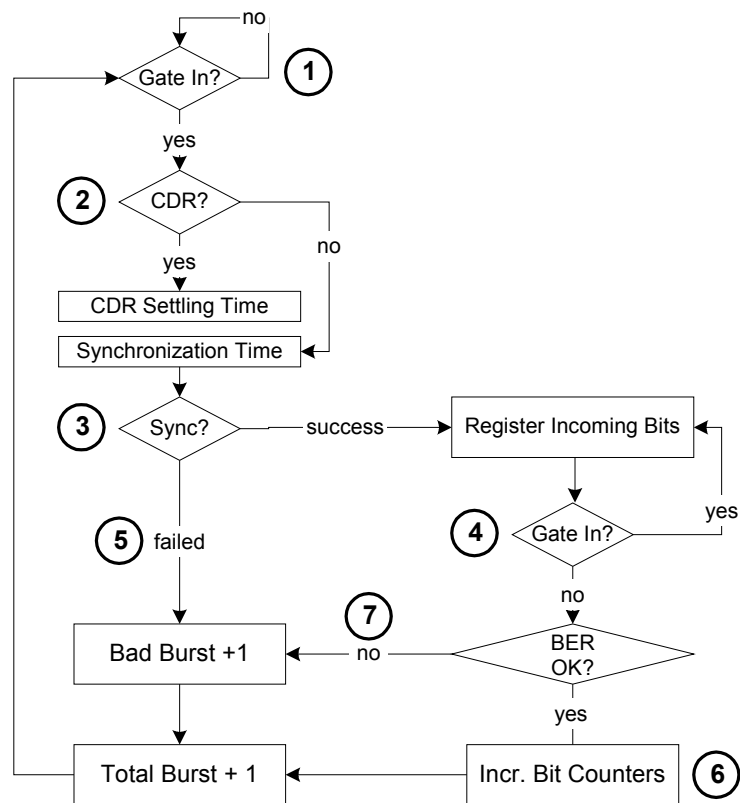 no
Gate In?
1
yes
2
CDR?
no
yes
CDR Settling Time
Synchronization Time
3
Sync?
success
Register Incoming Bits
4
Gate In?
yes
5
failed
no
7
BER
OK?
Bad Burst +1
no
yes
Total Burst + 1
Incr. Bit Counters
6